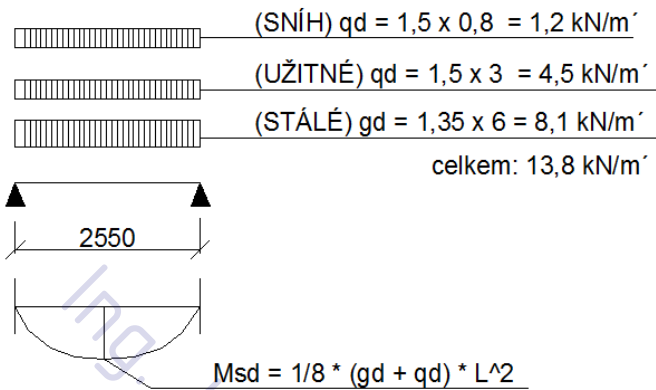 (SNÍH) qd = 1,5 x 0,8 = 1,2 kN/m´
(UŽITNÉ) qd = 1,5 x 3 = 4,5 kN/m´
(STÁLÉ) gd = 1,35 x 6 = 8,1 kN/m´
celkem: 13,8 kN/m´
2550
Ing.
Msd = 1/8 * (gd + qd) * L^2